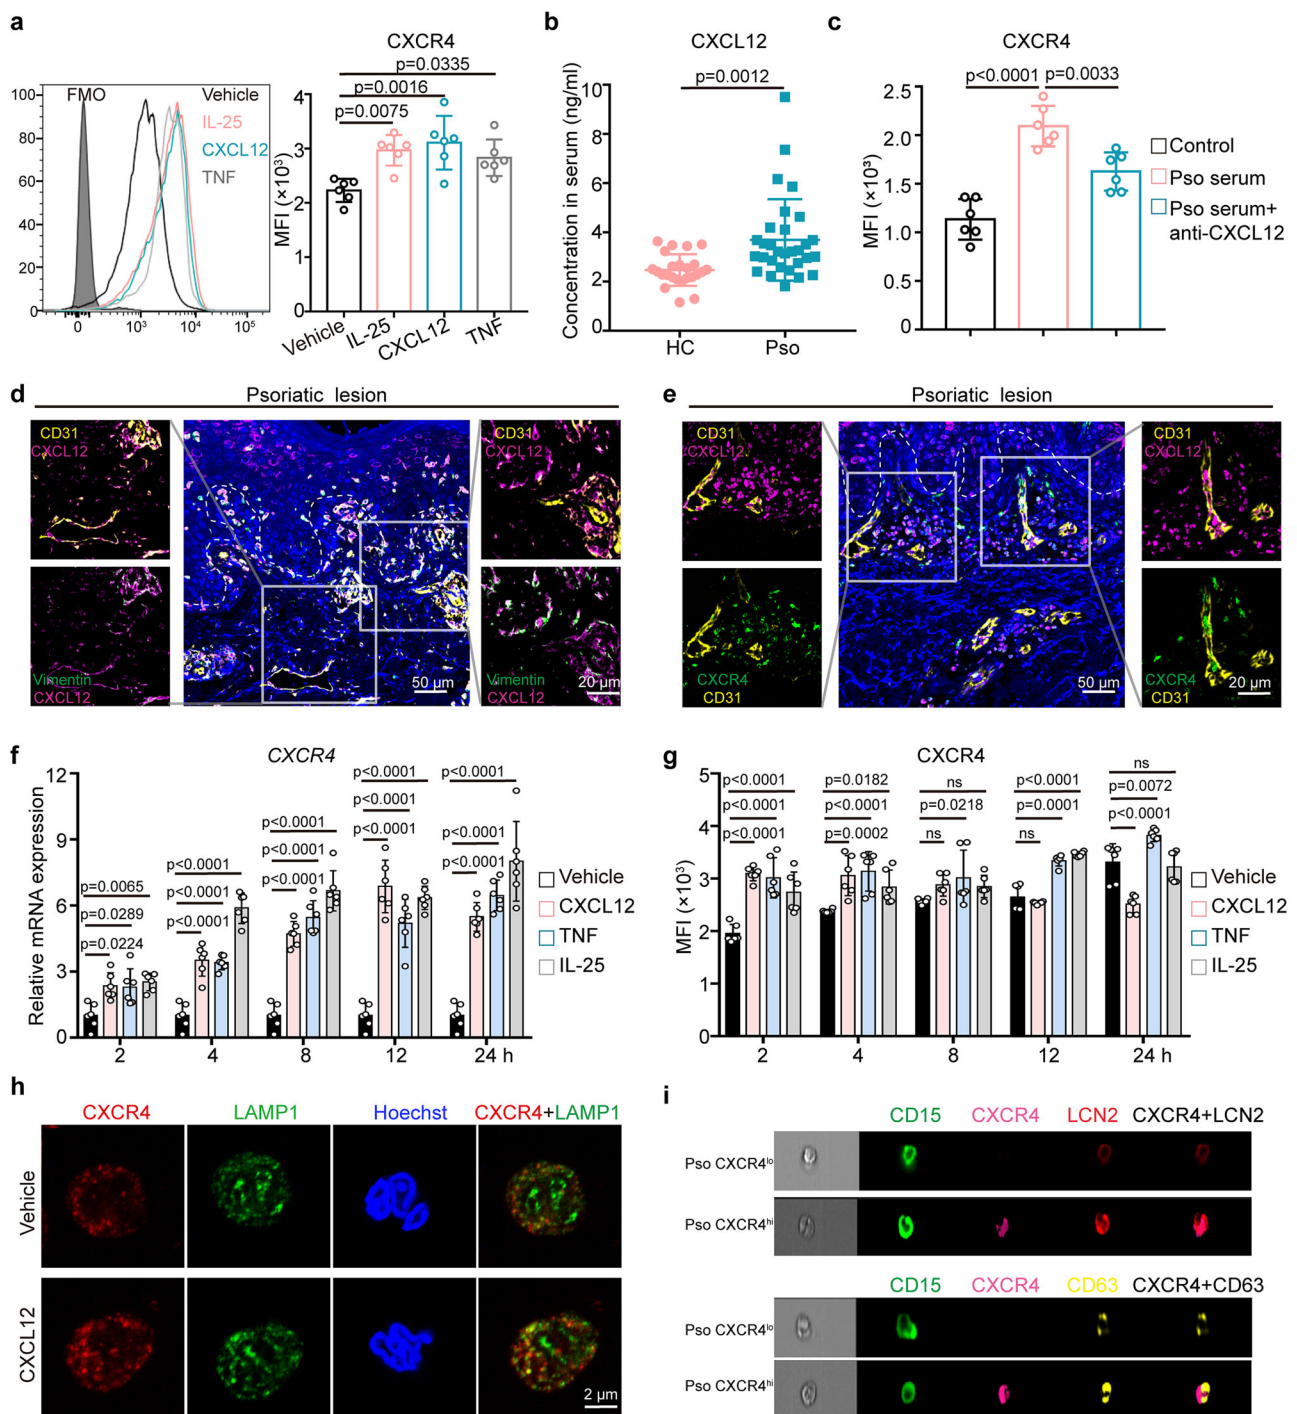 a
CXCR4
p=0.0335
p=0.0016
p=0.0075
FMO
Vehicle
IL-25
CXCL12
TNF
100
80
60
40
20
0
0 10³ 10⁴ 10⁵
MFI (×10³)
4
3
2
1
0
Vehicle
IL-25
CXCL12
TNF
b
CXCL12
p=0.0012
Concentration in serum (ng/ml)
10
8
6
4
2
0
HC Pso
c
CXCR4
p<0.0001 p=0.0033
MFI (×10³)
2.5
2.0
1.0
0.5
0
Control
Pso serum
Pso serum+
anti-CXCL12
d
Psoriatic lesion
CD31
CXCL12
Vimentin
CXCL12
50 µm
CD31
CXCL12
Vimentin
CXCL12
20 µm
e
Psoriatic lesion
CD31
CXCL12
CXCR4
CD31
50 µm
CD31
CXCL12
CXCR4
CD31
20 µm
f
CXCR4
Relative mRNA expression
12
9
6
3
0
p=0.0065
p=0.0289
p=0.0224
p<0.0001
p<0.0001
p<0.0001
p<0.0001
p<0.0001
p<0.0001
p<0.0001
p<0.0001
p<0.0001
p<0.0001
p<0.0001
p<0.0001
2 4 8 12 24 h
Vehicle
CXCL12
TNF
IL-25
g
CXCR4
MFI (×10³)
5
4
3
2
1
0
p<0.0001
p<0.0001
p<0.0001
p=0.0182
p<0.0001
p=0.0002
ns
p=0.0218
ns
p<0.0001
p=0.0001
ns
ns
p=0.0072
p<0.0001
2 4 8 12 24 h
Vehicle
CXCL12
TNF
IL-25
h
CXCR4 LAMP1 Hoechst CXCR4+LAMP1
Vehicle
CXCL12
2 µm
i
CD15 CXCR4 LCN2 CXCR4+LCN2
Pso CXCR4ˡᵒ
Pso CXCR4ʰⁱ
CD15 CXCR4 CD63 CXCR4+CD63
Pso CXCR4ˡᵒ
Pso CXCR4ʰⁱ